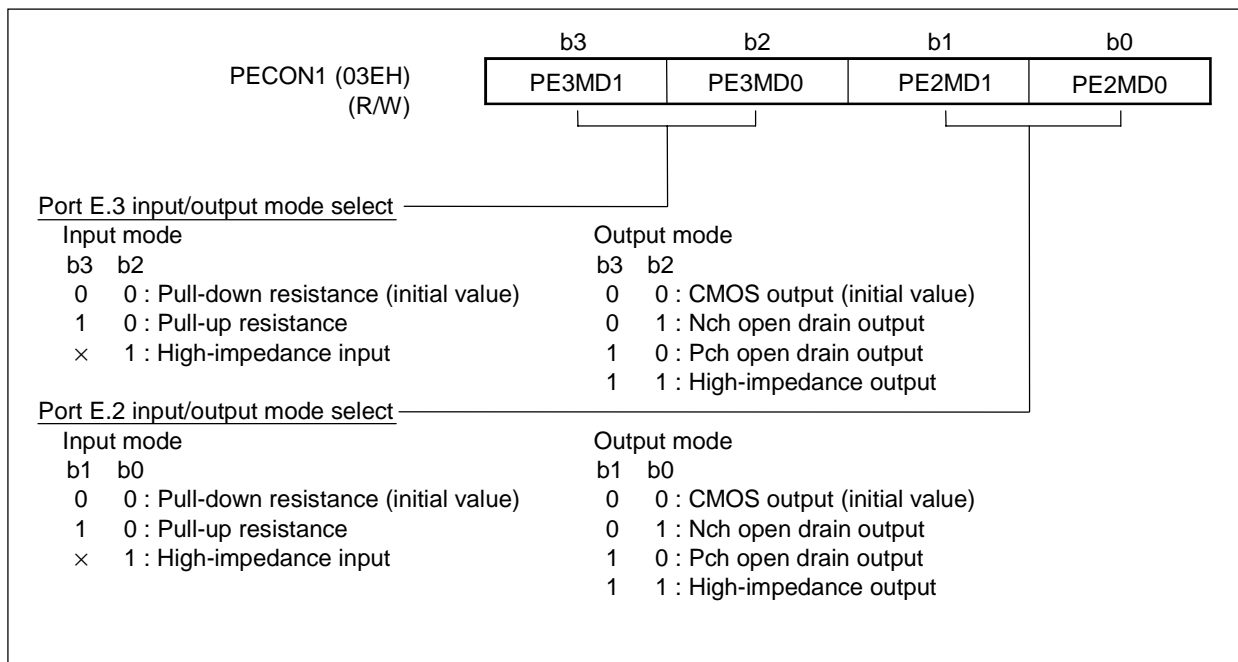 b3 b2 b1 b0
PECON1 (03EH) PE3MD1 PE3MD0 PE2MD1 PE2MD0
(R/W)
Port E.3 input/output mode select
Input mode
b3 b2
0 0 : Pull-down resistance (initial value)
1 0 : Pull-up resistance
× 1 : High-impedance input
Output mode
b3 b2
0 0 : CMOS output (initial value)
0 1 : Nch open drain output
1 0 : Pch open drain output
1 1 : High-impedance output
Port E.2 input/output mode select
Input mode
b1 b0
0 0 : Pull-down resistance (initial value)
1 0 : Pull-up resistance
× 1 : High-impedance input
Output mode
b1 b0
0 0 : CMOS output (initial value)
0 1 : Nch open drain output
1 0 : Pch open drain output
1 1 : High-impedance output